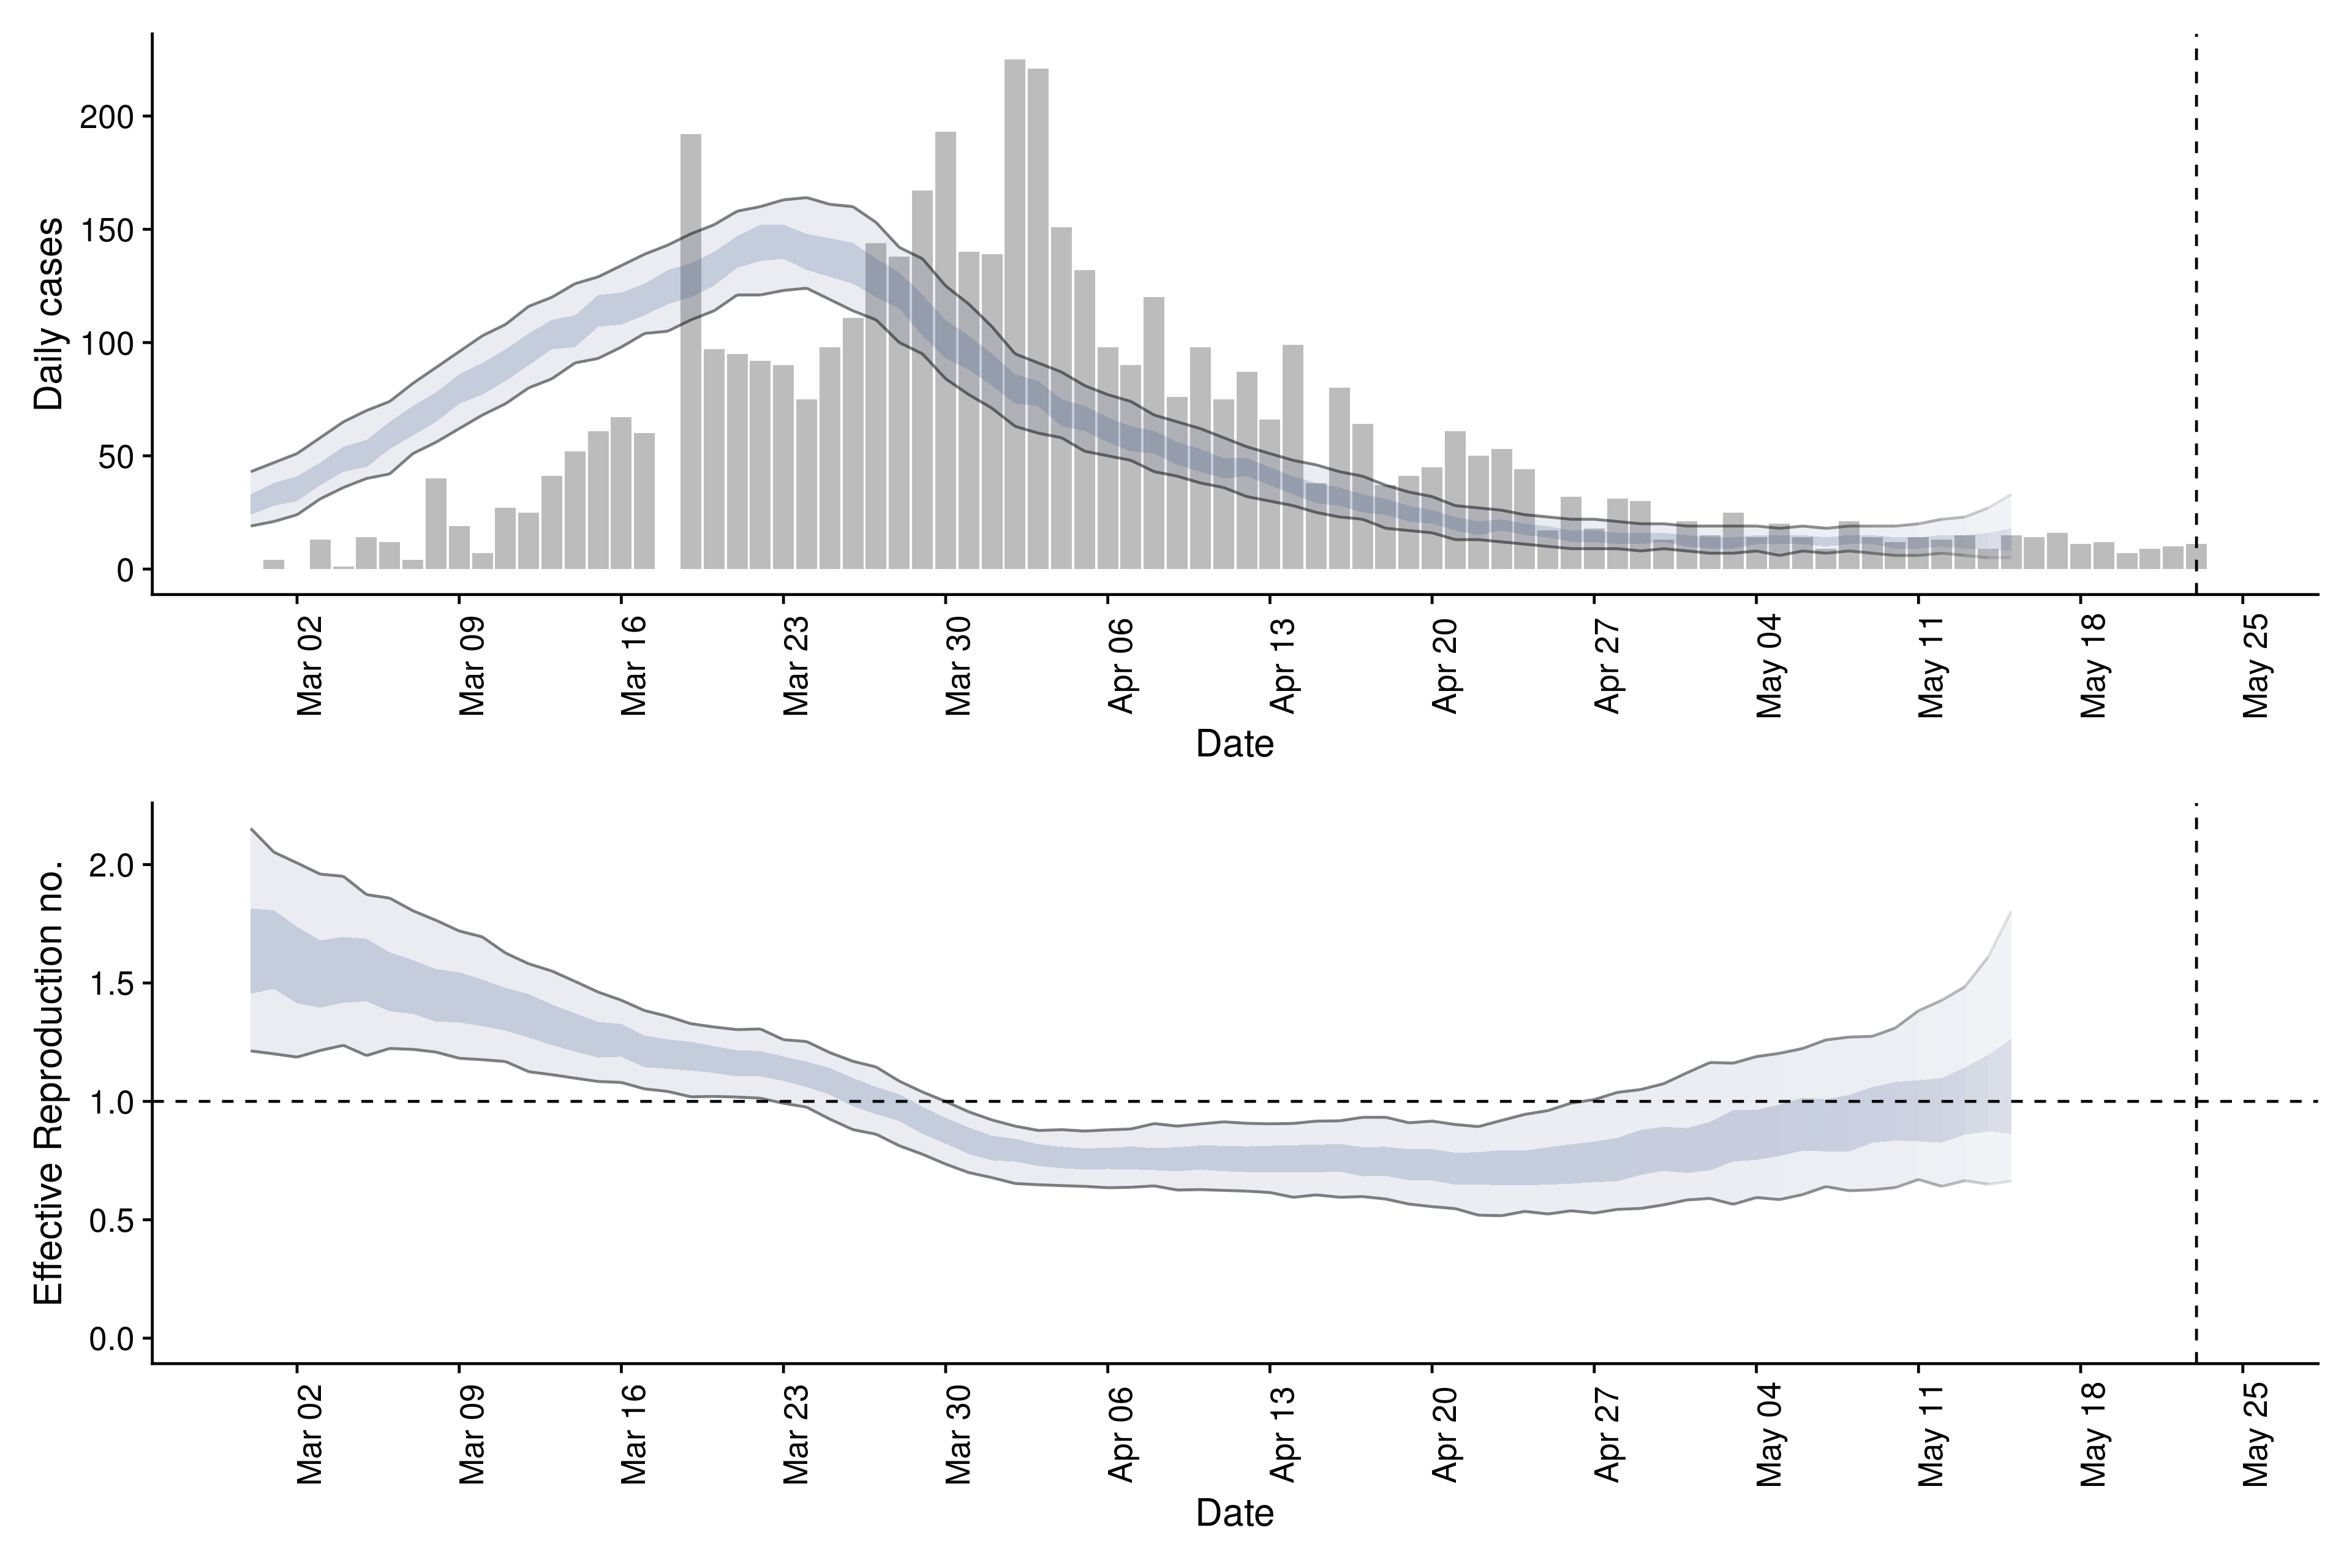 Daily cases
200
150
100
50
0
Mar 02
Mar 09
Mar 16
Mar 23
Mar 30
Apr 06
Apr 13
Apr 20
Apr 27
May 04
May 11
May 18
May 25
Date
Effective Reproduction no.
2.0
1.5
1.0
0.5
0.0
Mar 02
Mar 09
Mar 16
Mar 23
Mar 30
Apr 06
Apr 13
Apr 20
Apr 27
May 04
May 11
May 18
May 25
Date